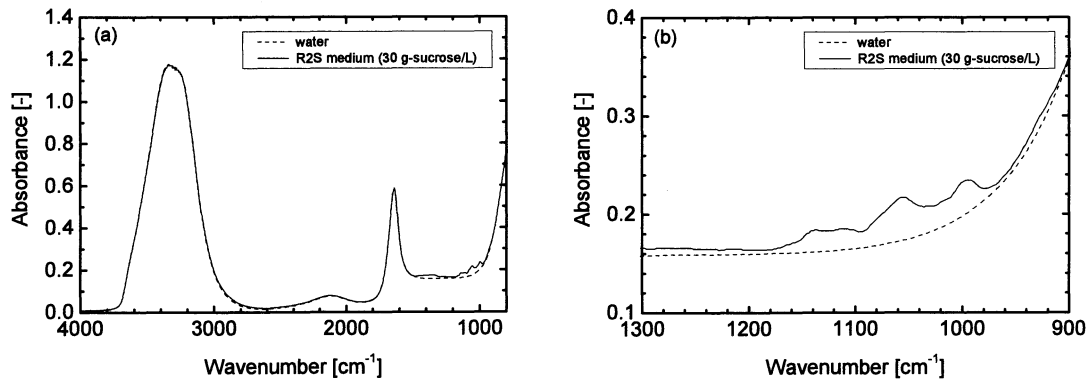 (a)
water
R2S medium (30 g-sucrose/L)
Absorbance [-]
1.4
1.2
1.0
0.8
0.6
0.4
0.2
0.0
4000
3000
2000
1000
Wavenumber [cm⁻¹]
(b)
water
R2S medium (30 g-sucrose/L)
Absorbance [-]
0.4
0.3
0.2
0.1
1300
1200
1100
1000
900
Wavenumber [cm⁻¹]